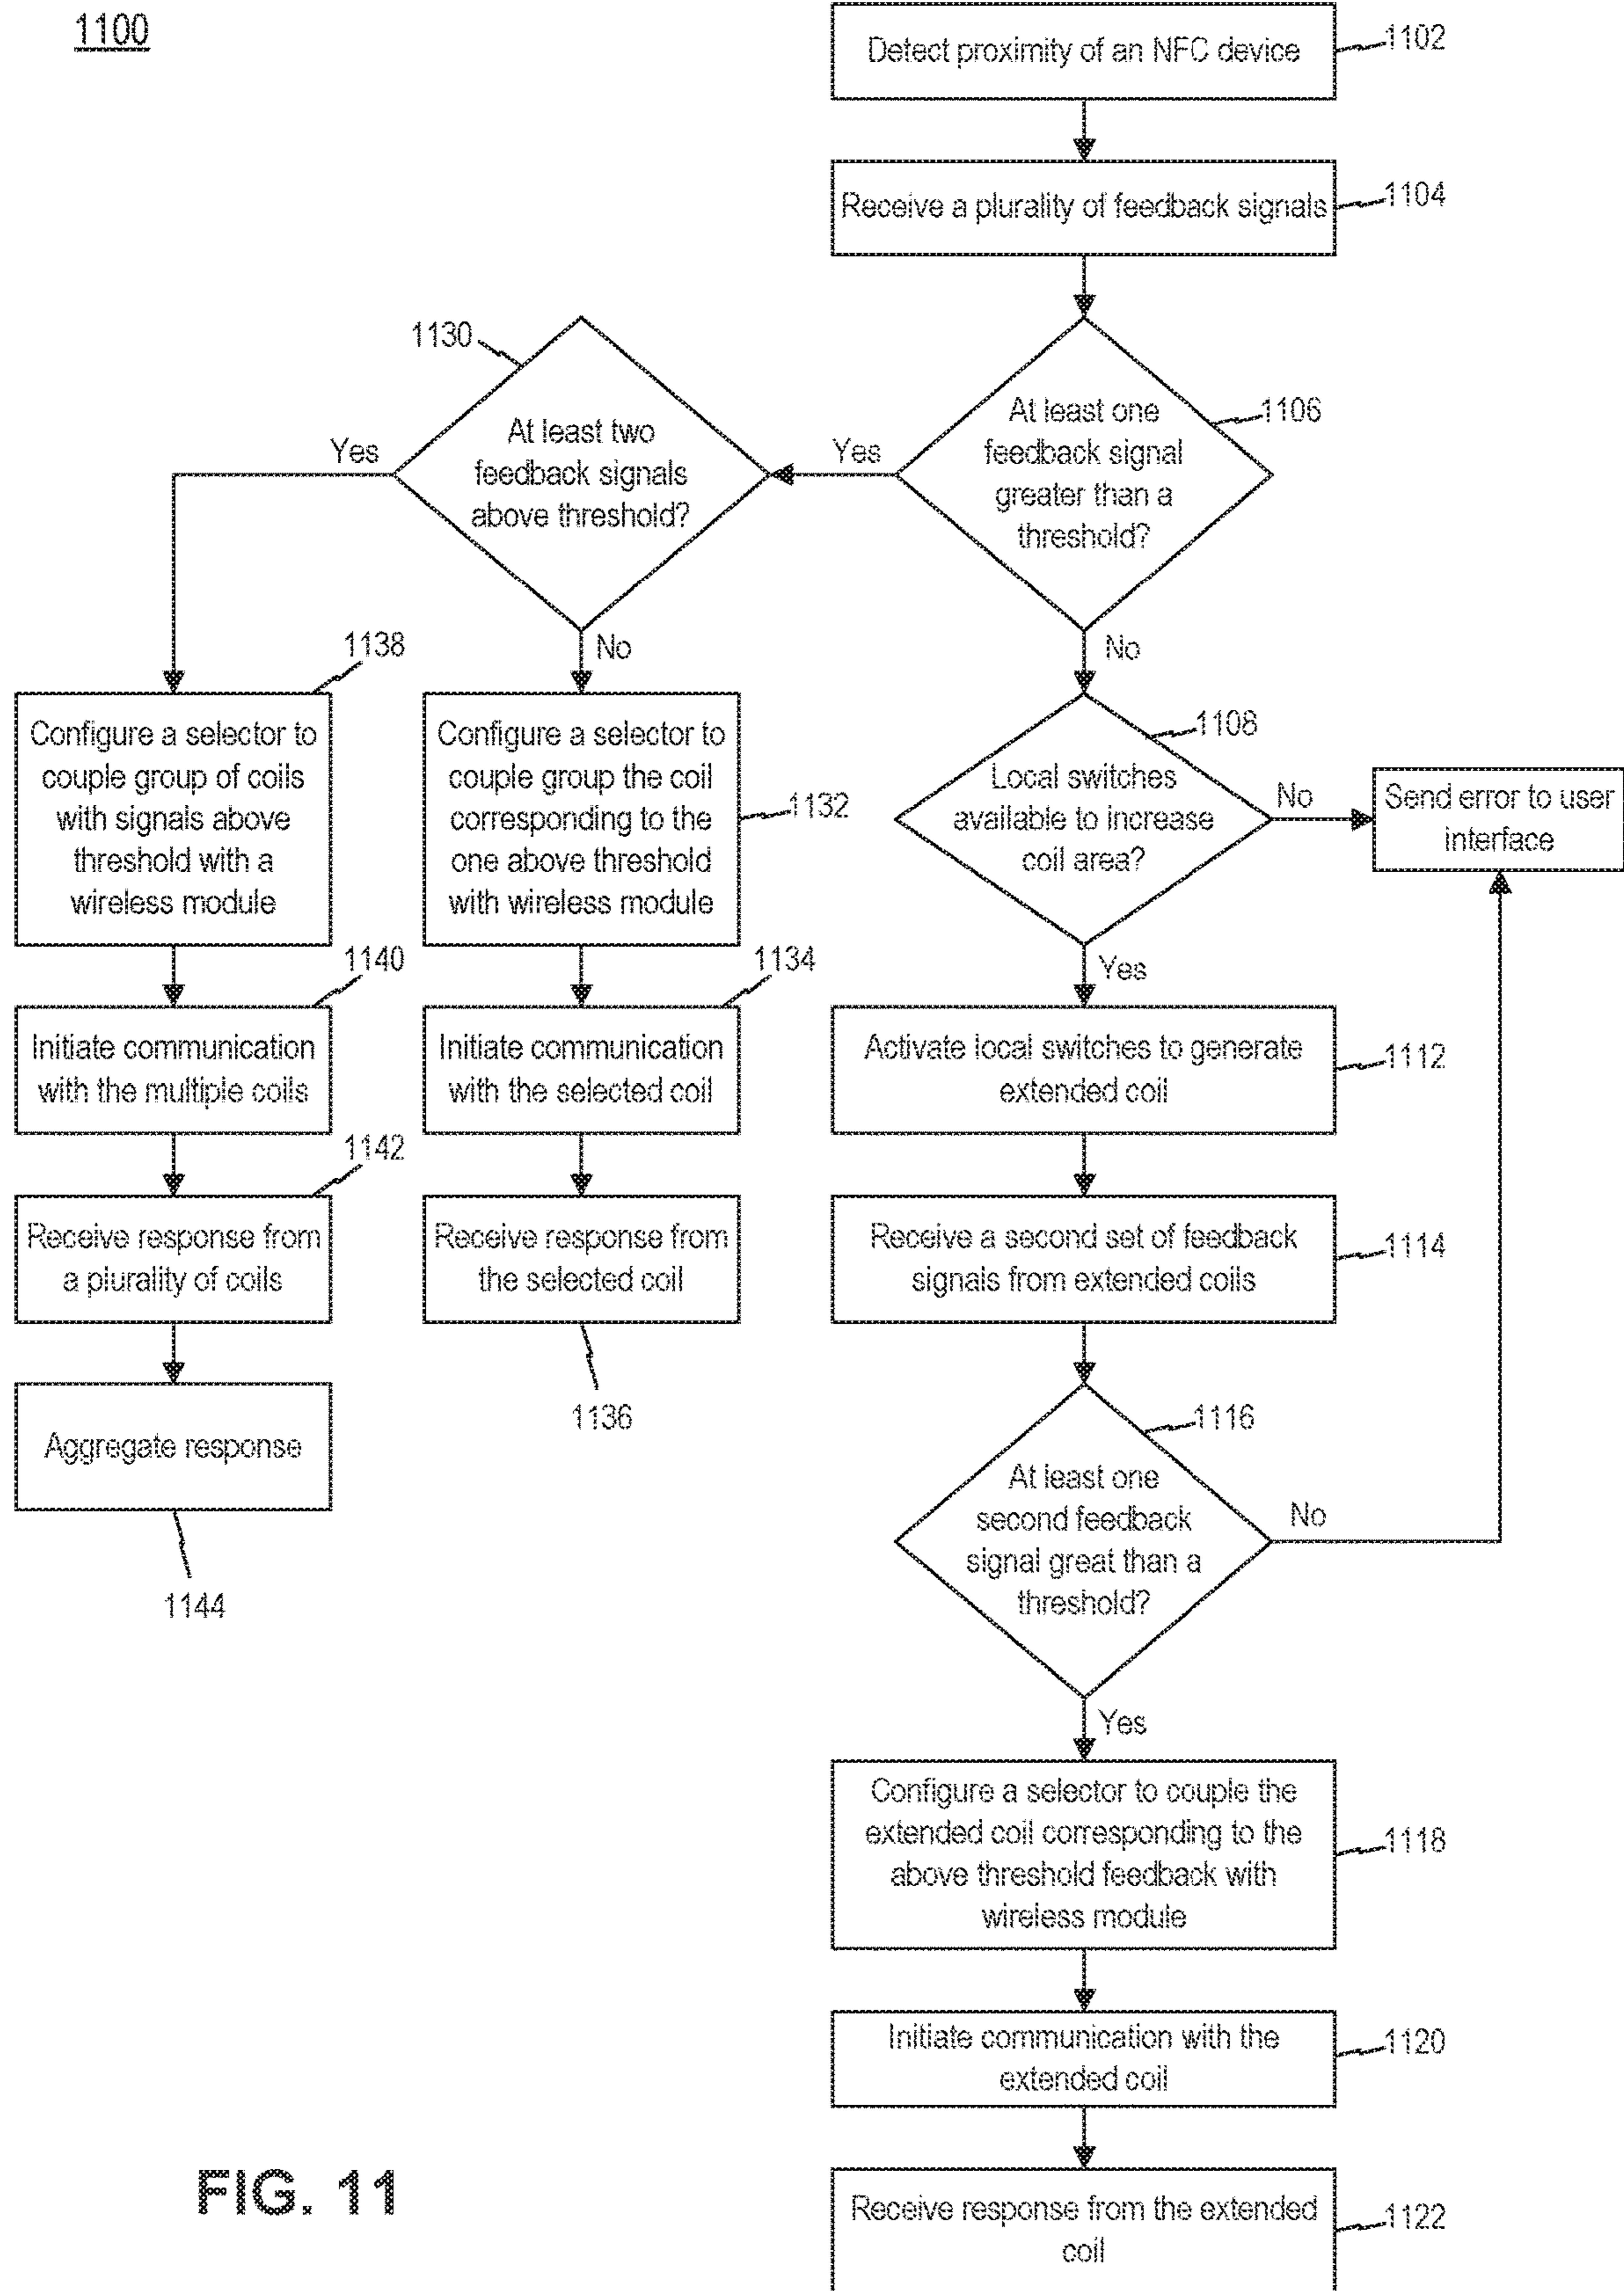 1100
Detect proximity of an NFC device
1102
Receive a plurality of feedback signals
1104
1130
At least two
feedback signals
above threshold?
Yes
Yes
At least one
feedback signal
greater than a
threshold?
1106
No
No
1138
Configure a selector to
couple group of coils
with signals above
threshold with a
wireless module
Configure a selector to
couple group the coil
corresponding to the
one above threshold
with wireless module
1132
Local switches
available to increase
coil area?
1108
No
Send error to user
interface
Yes
1140
Initiate communication
with the multiple coils
1134
Initiate communication
with the selected coil
Activate local switches to generate
extended coil
1112
1142
Receive response from
a plurality of coils
Receive response from
the selected coil
1136
Receive a second set of feedback
signals from extended coils
1114
Aggregate response
1144
At least one
second feedback
signal great than a
threshold?
1116
No
Yes
Configure a selector to couple the
extended coil corresponding to the
above threshold feedback with
wireless module
1118
Initiate communication with the
extended coil
1120
Receive response from the extended
coil
1122
FIG. 11